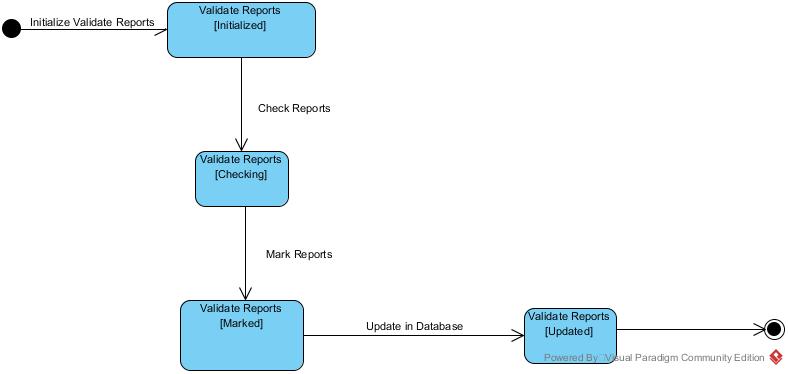 Initialize Validate Reports
Validate Reports
[Initialized]
Check Reports
Validate Reports
[Checking]
Mark Reports
Validate Reports
[Marked]
Update in Database
Validate Reports
[Updated]
Powered By Visual Paradigm Community Edition